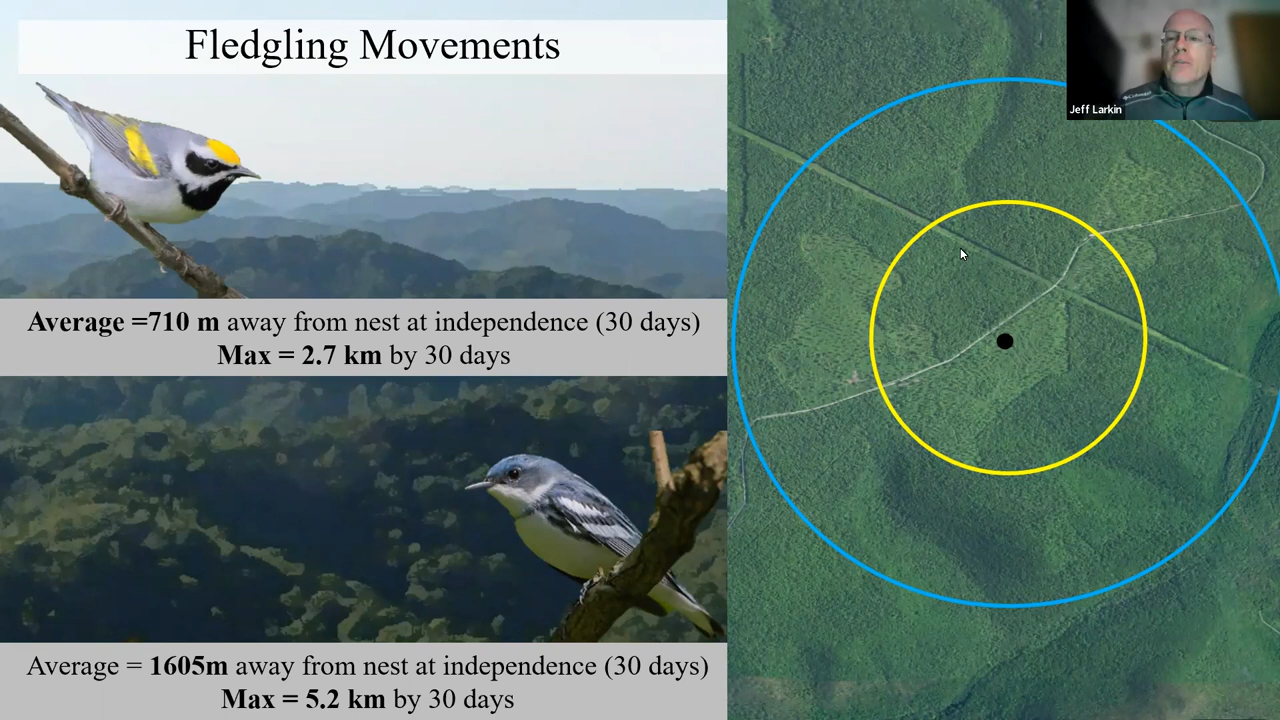 Fledgling Movements
Average =710 m away from nest at independence (30 days)
Max = 2.7 km by 30 days
Average = 1605m away from nest at independence (30 days)
Max = 5.2 km by 30 days
Jeff Larkin